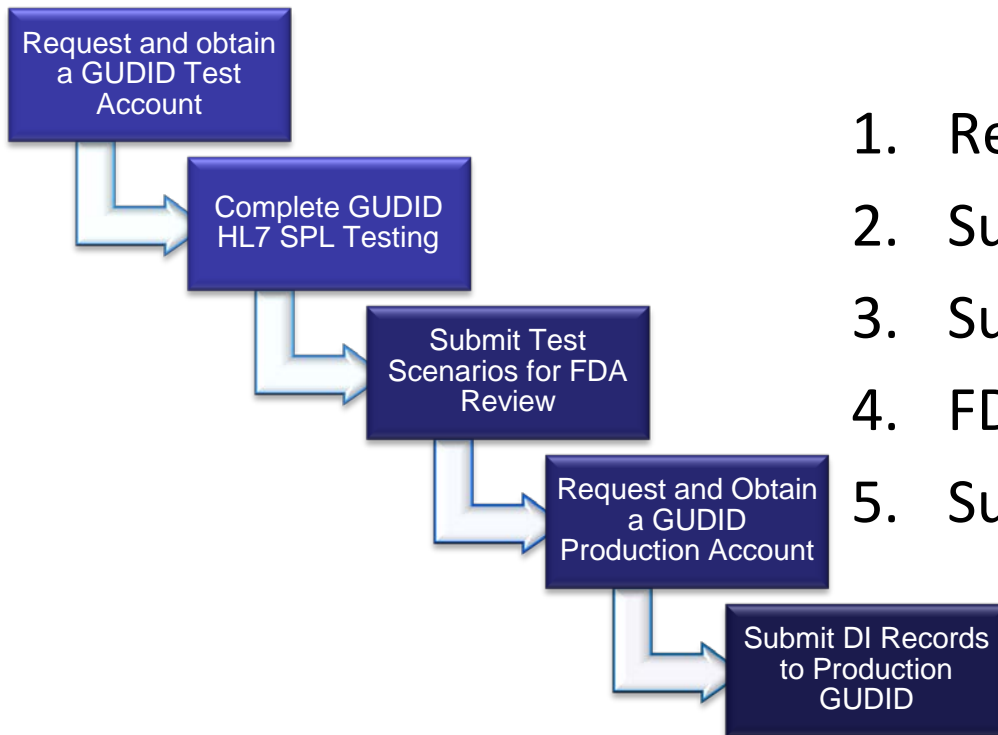 Request and obtain
a GUDID Test
Account
Complete GUDID
HL7 SPL Testing
Submit Test
Scenarios for FDA
Review
Request and Obtain
a GUDID
Production Account
Submit DI Records
to Production
GUDID
1.
2.
3.
4.
5.